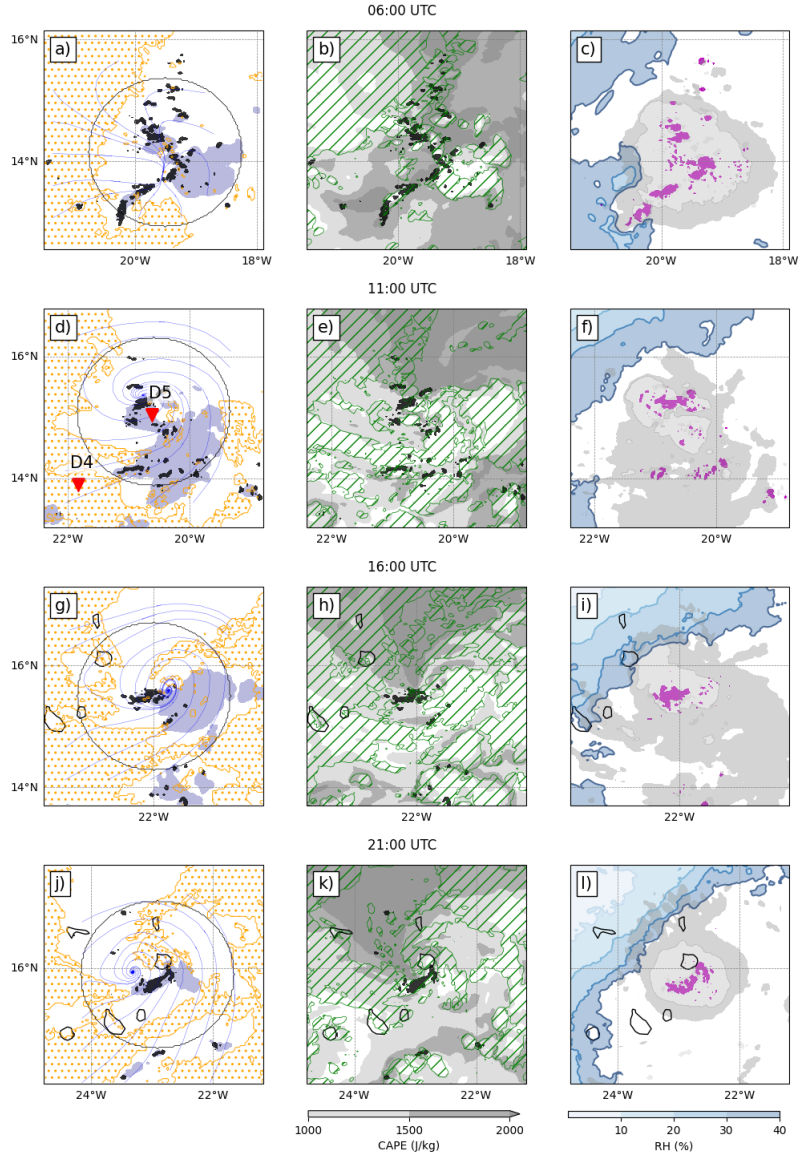 06:00 UTC
a) b) c)
16°N
14°N
20°W 18°W 20°W 18°W 20°W 18°W
11:00 UTC
d) e) f)
16°N
D5
D4
14°N
22°W 20°W 22°W 20°W 22°W 20°W
16:00 UTC
g) h) i)
16°N
14°N
22°W 22°W 22°W
21:00 UTC
j) k) l)
16°N
24°W 22°W 24°W 22°W 24°W 22°W
1000 1500 2000 10 20 30 40
CAPE (J/kg) RH (%)